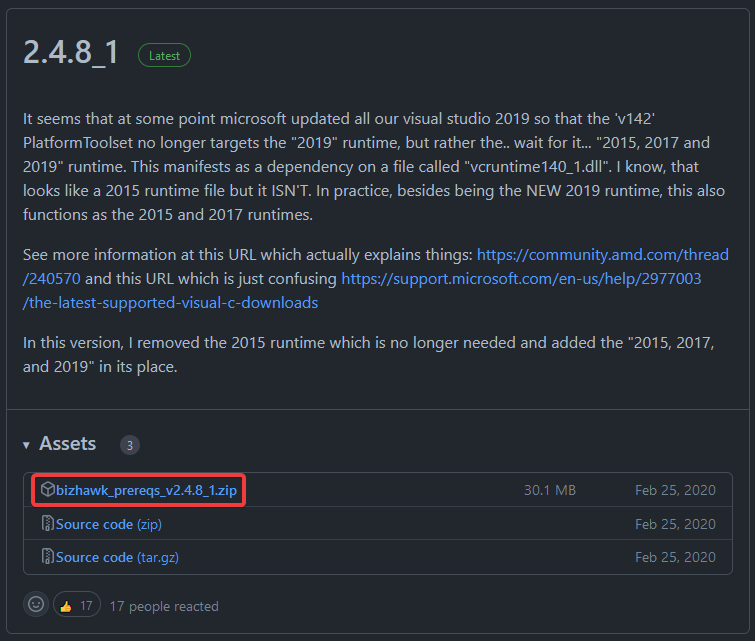 2.4.8_1 Latest
It seems that at some point microsoft updated all our visual studio 2019 so that the 'v142'
PlatformToolset no longer targets the "2019" runtime, but rather the.. wait for it... "2015, 2017 and
2019" runtime. This manifests as a dependency on a file called "vcruntime140_1.dll". I know, that
looks like a 2015 runtime file but it ISN'T. In practice, besides being the NEW 2019 runtime, this also
functions as the 2015 and 2017 runtimes.
See more information at this URL which actually explains things: https://community.amd.com/thread
/240570 and this URL which is just confusing https://support.microsoft.com/en-us/help/2977003
/the-latest-supported-visual-c-downloads
In this version, I removed the 2015 runtime which is no longer needed and added the "2015, 2017,
and 2019" in its place.
Assets 3
bizhawk_prereqs_v2.4.8_1.zip 30.1 MB Feb 25, 2020
Source code (zip) Feb 25, 2020
Source code (tar.gz) Feb 25, 2020
17 17 people reacted